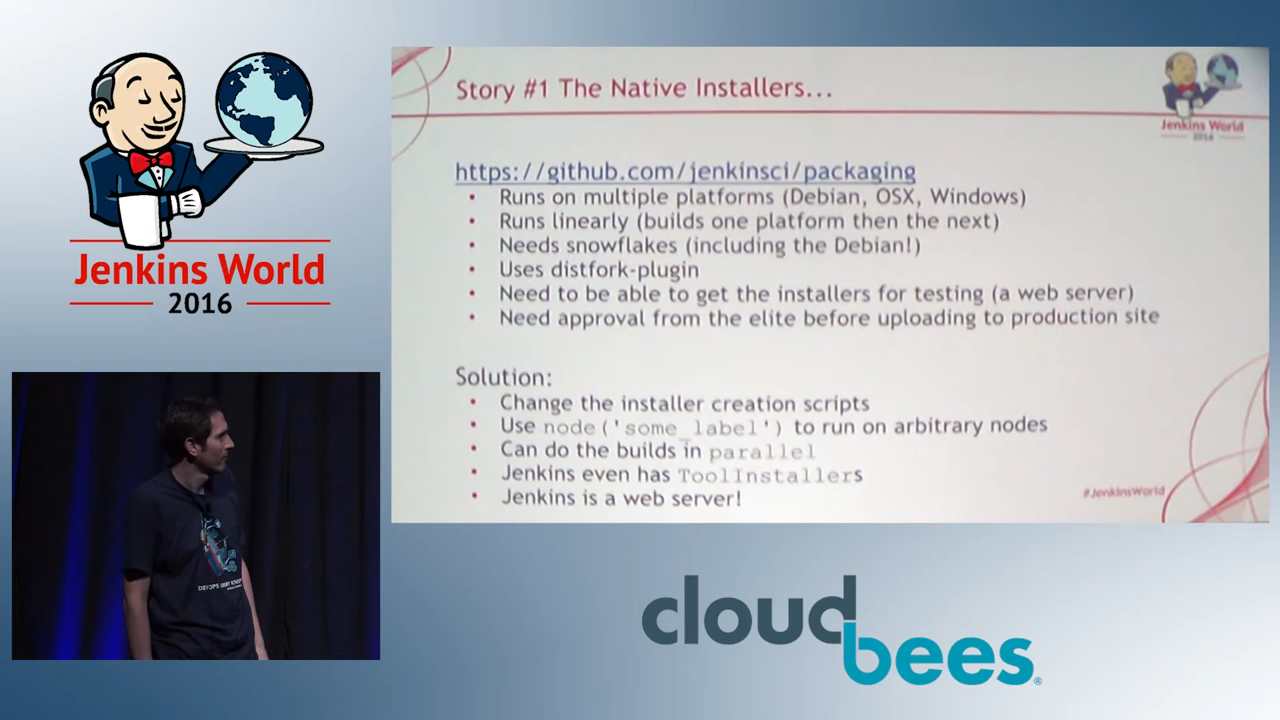 Jenkins World
2016
Story #1 The Native Installers...
Jenkins World
2016
https://github.com/jenkinsci/packaging
• Runs on multiple platforms (Debian, OSX, Windows)
• Runs linearly (builds one platform then the next)
• Needs snowflakes (including the Debian!)
• Uses distfork-plugin
• Need to be able to get the installers for testing (a web server)
• Need approval from the elite before uploading to production site
Solution:
• Change the installer creation scripts
• Use node('some_label') to run on arbitrary nodes
• Can do the builds in parallel
• Jenkins even has ToolInstallers
• Jenkins is a web server!
#JenkinsWorld
cloud
bees®